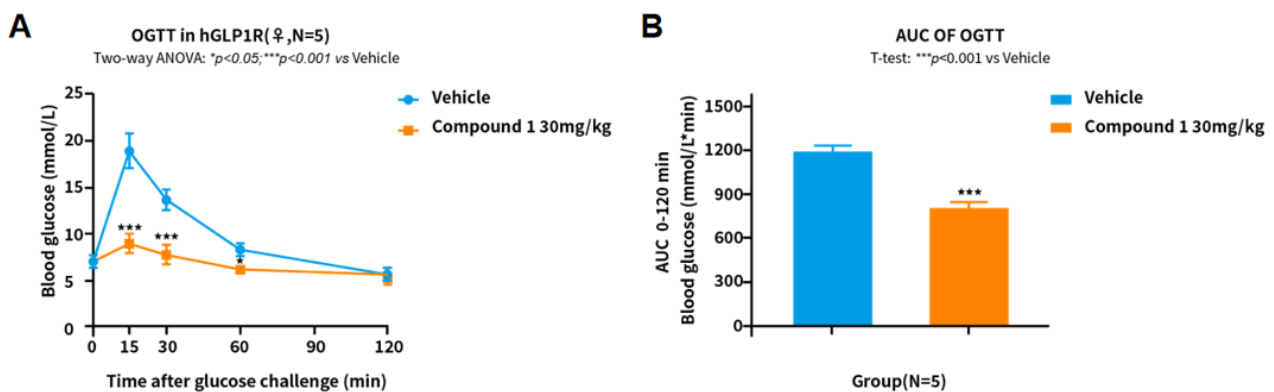 A
OGTT in hGLP1R(♀,N=5)
Two-way ANOVA: *p<0.05;***p<0.001 vs Vehicle
Blood glucose (mmol/L)
25
20
15
10
5
0
***
***
*
0 15 30 60 90 120
Time after glucose challenge (min)
Vehicle
Compound 1 30mg/kg
B
AUC OF OGTT
T-test: ***p<0.001 vs Vehicle
AUC 0-120 min
Blood glucose (mmol/L*min)
1500
1200
900
600
300
0
***
Group(N=5)
Vehicle
Compound 1 30mg/kg